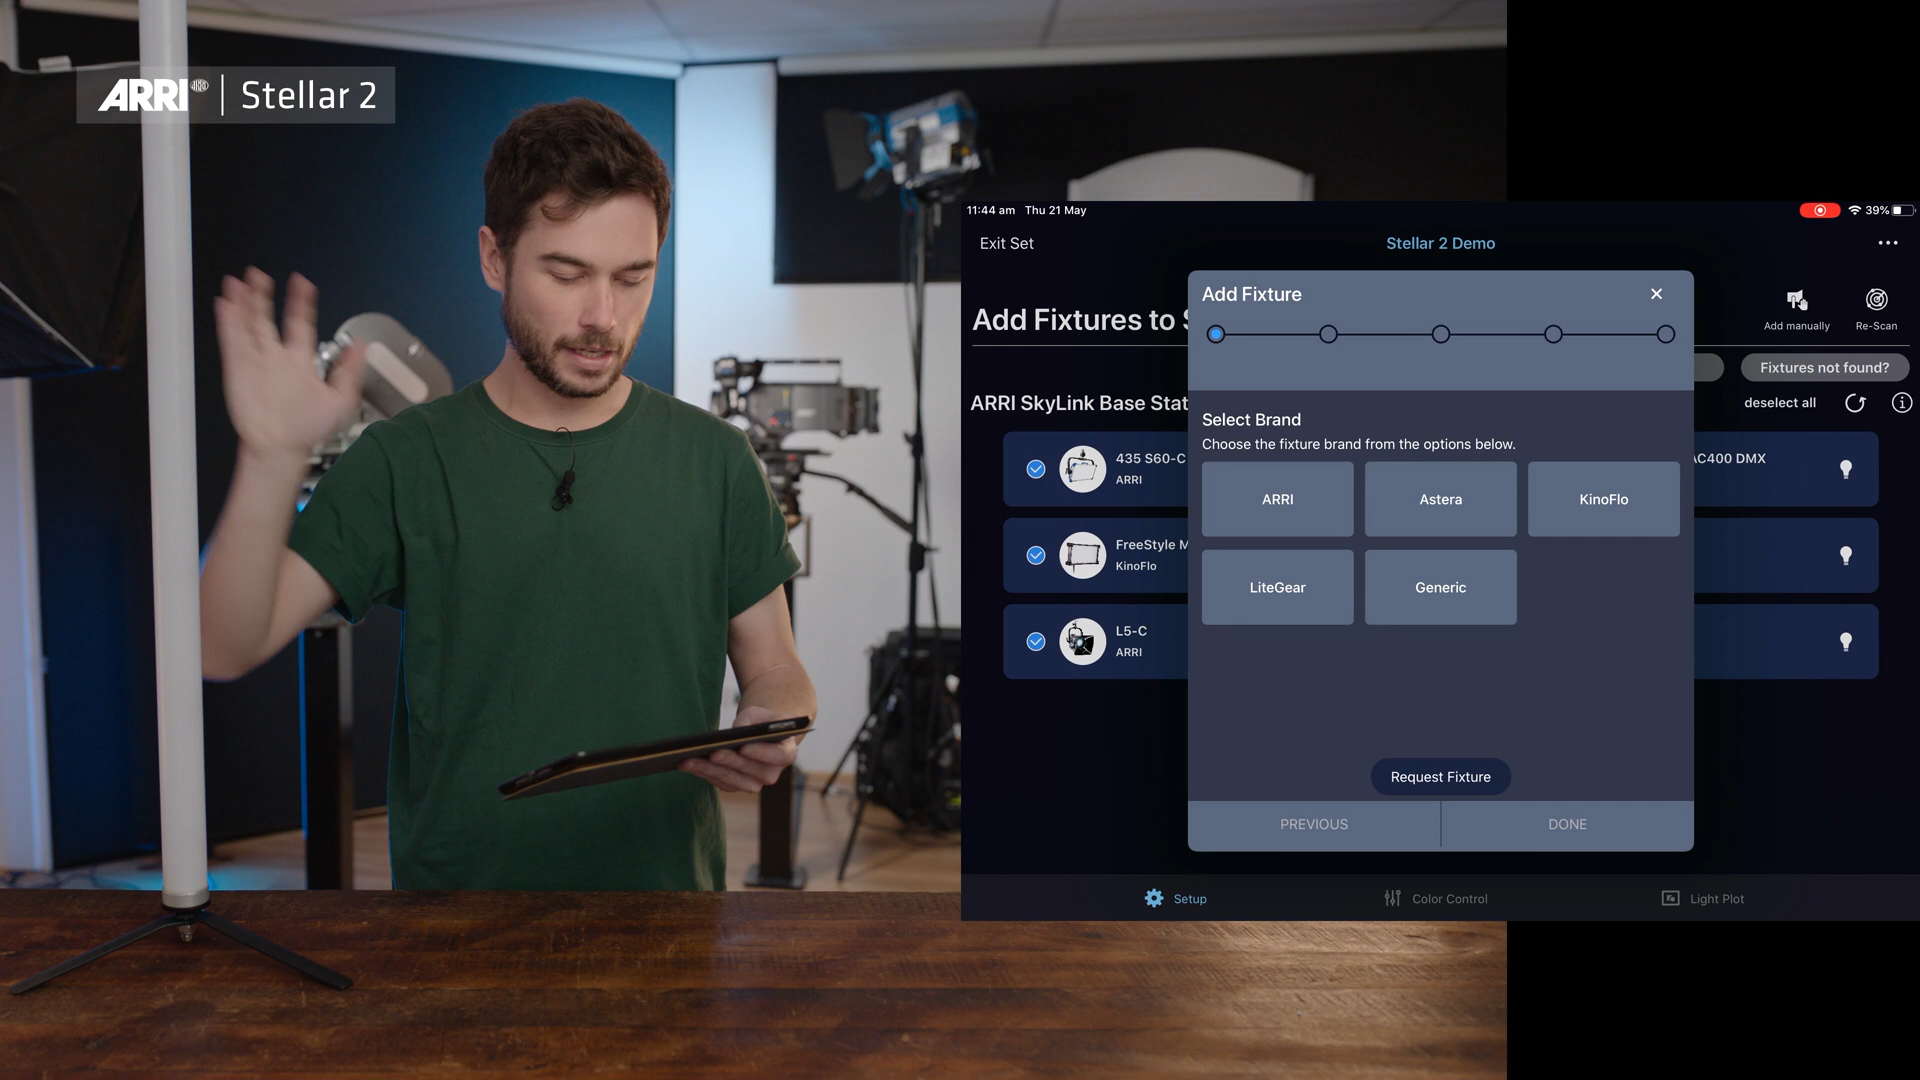 ARRI | Stellar 2
11:44 am Thu 21 May
39%
Exit Set
Stellar 2 Demo
Add Fixtures to
Add manually
Re-Scan
Fixtures not found?
ARRI SkyLink Base Stat
deselect all
435 S60-C
ARRI
C400 DMX
FreeStyle M
KinoFlo
L5-C
ARRI
Add Fixture
Select Brand
Choose the fixture brand from the options below.
ARRI
Astera
KinoFlo
LiteGear
Generic
Request Fixture
PREVIOUS
DONE
Setup
Color Control
Light Plot